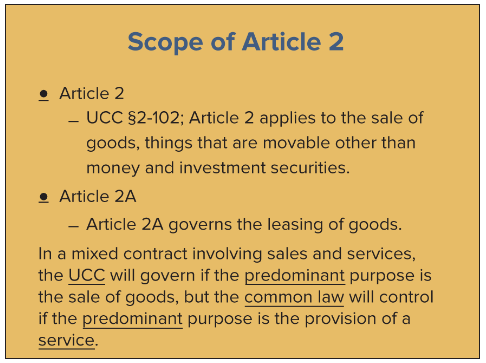 Scope of Article 2
● Article 2
– UCC §2-102; Article 2 applies to the sale of
goods, things that are movable other than
money and investment securities.
● Article 2A
– Article 2A governs the leasing of goods.
In a mixed contract involving sales and services,
the UCC will govern if the predominant purpose is
the sale of goods, but the common law will control
if the predominant purpose is the provision of a
service.